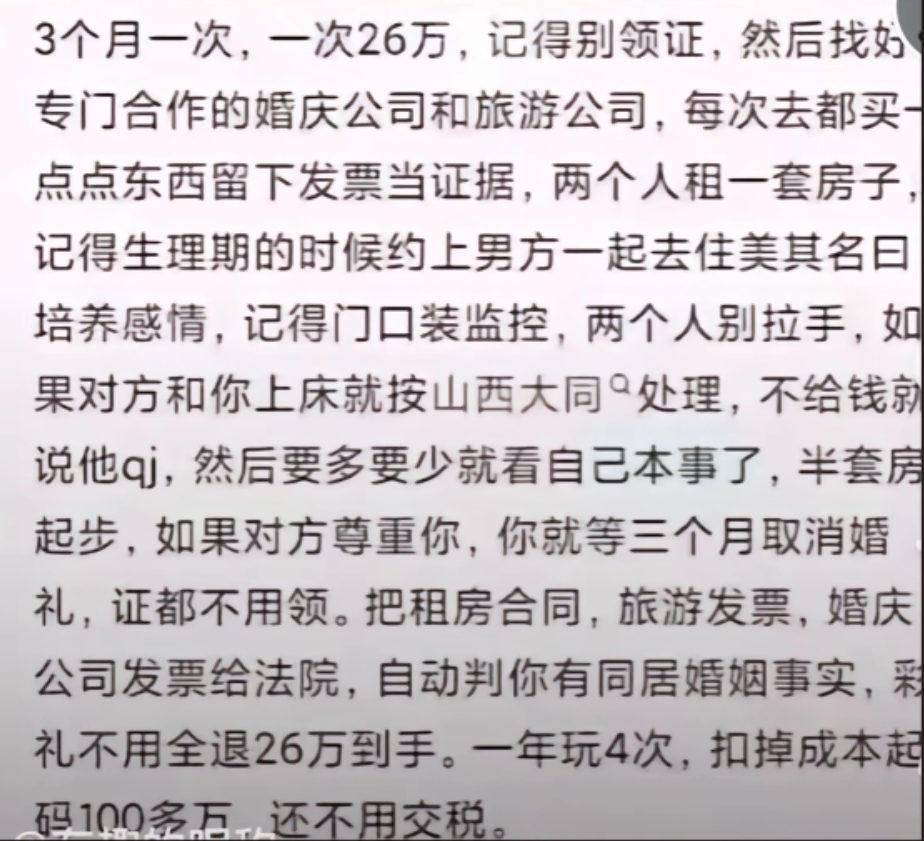 3个月一次，一次26万，记得别领证，然后找好
专门合作的婚庆公司和旅游公司，每次去都买一
点点东西留下发票当证据，两个人租一套房子，
记得生理期的时候约上男方一起去住美其名曰
培养感情，记得门口装监控，两个人别拉手，如
果对方和你上床就按山西大同处理，不给钱就
说他qj，然后要多要少就看自己本事了，半套房
起步，如果对方尊重你，你就等三个月取消婚
礼，证都不用领。把租房合同，旅游发票，婚庆
公司发票给法院，自动判你有同居婚姻事实，彩
礼不用全退26万到手。一年玩4次，扣掉成本起
码100多万，还不用交税。